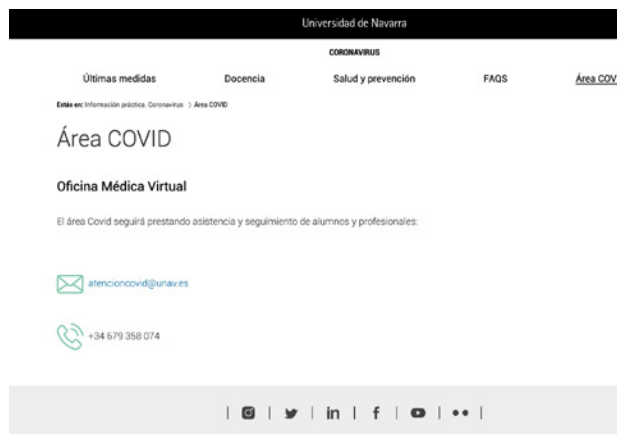 Universidad de Navarra
CORONAVIRUS
Últimas medidas Docencia Salud y prevención FAQS Área COV
Estás en: Información práctica. Coronavirus > Área COVID
Área COVID
Oficina Médica Virtual
El área Covid seguirá prestando asistencia y seguimiento de alumnos y profesionales:
atencioncovid@unav.es
+34 679 358 074